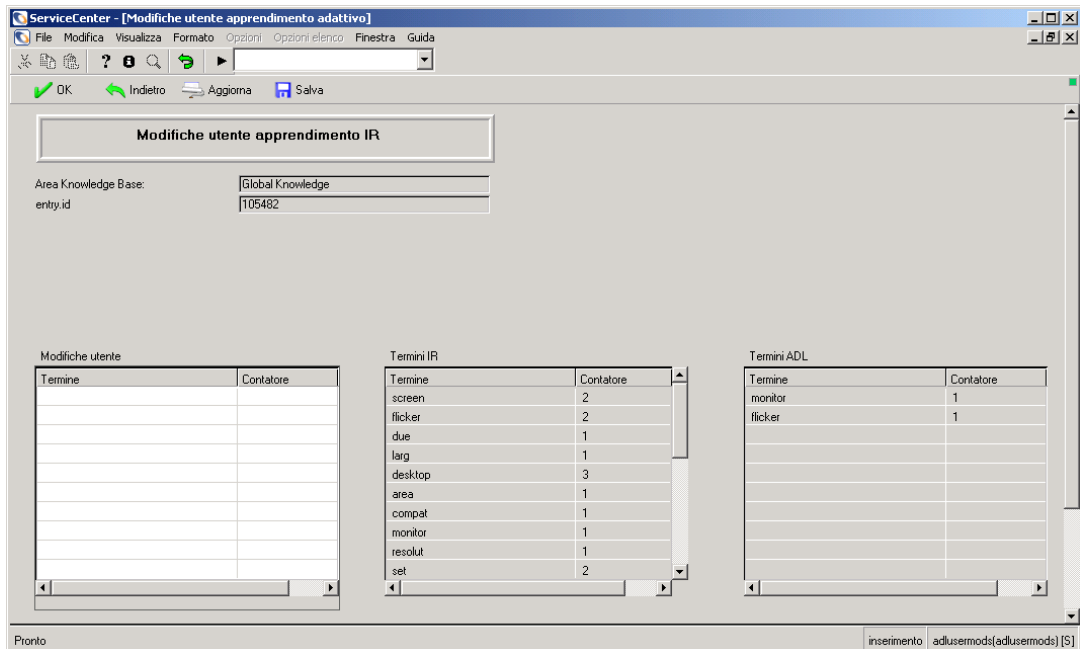 ServiceCenter - [Modifiche utente apprendimento adattivo]
File Modifica Visualizza Formato Opzioni Opzioni elenco Finestra Guida
OK Indietro Aggiorna Salva
Modifiche utente apprendimento IR
Area Knowledge Base: Global Knowledge
entry.id 105482
Modifiche utente Termini IR Termini ADL
Termine Contatore Termine Contatore Termine Contatore
screen 2 monitor 1
flicker 2 flicker 1
due 1
larg 1
desktop 3
area 1
compat 1
monitor 1
resolut 1
set 2
Pronto inserimento adlusermods(adlusermods) [S]